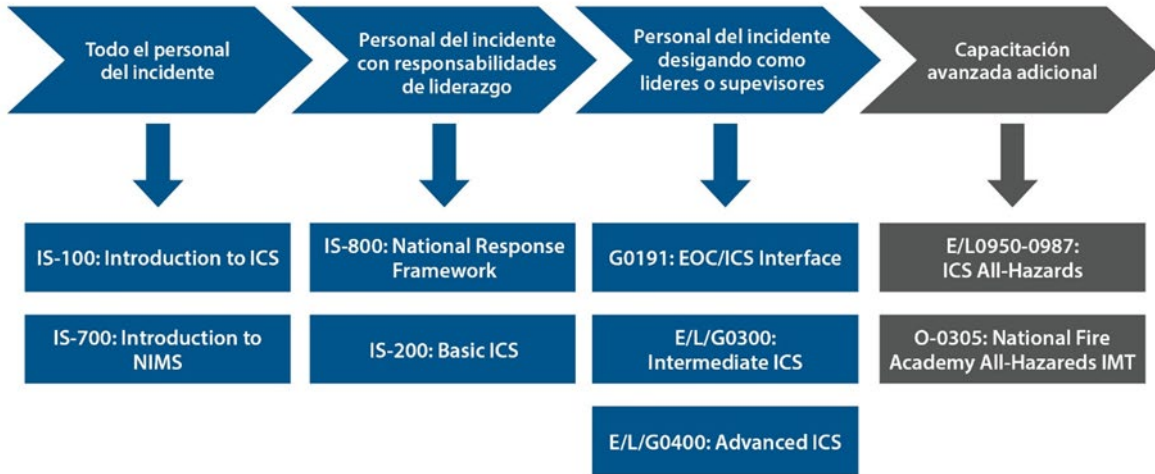 Todo el personal
del incidente
Personal del incidente
con responsabilidades
de liderazgo
Personal del incidente
desigando como
lideres o supevisores
Capacitación
avanzada adicional
IS-100: Introduction to ICS
IS-700: Introduction to
NIMS
IS-800: National Response
Framework
IS-200: Basic ICS
G0191: EOC/ICS Interface
E/L/G0300:
Intermediate ICS
E/L/G0400: Advanced ICS
E/L0950-0987:
ICS All-Hazards
O-0305: National Fire
Academy All-Hazareds IMT